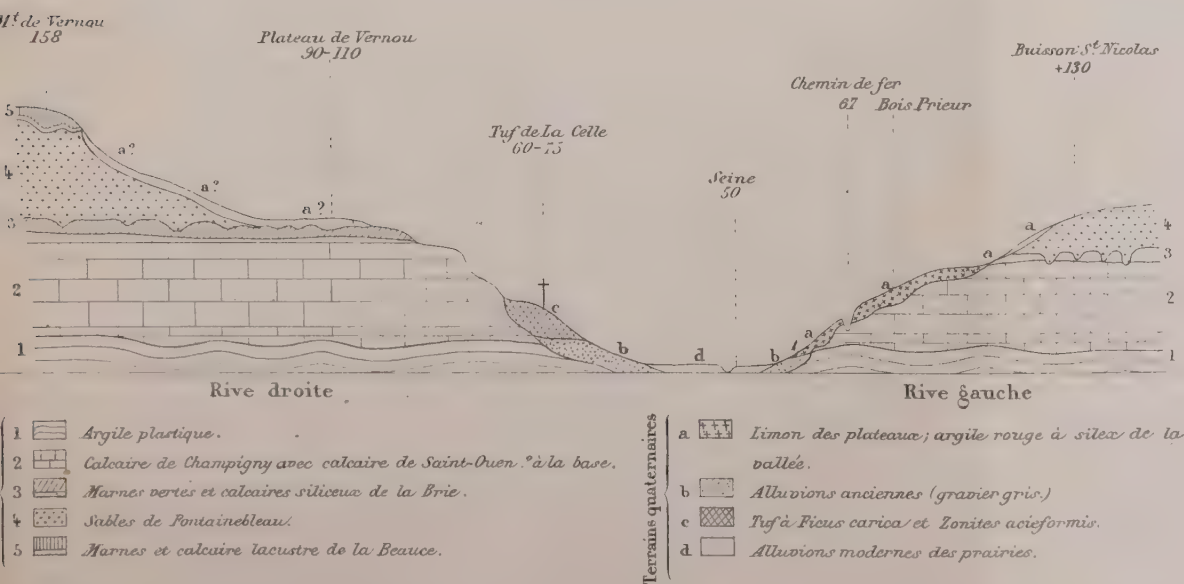 Mt de Vernou
158
Plateau de Vernou
90-110
Tuf de La Celle
60-75
Seine
50
Chemin de fer
67 Bois Prieur
Buisson St Nicolas
+130
5
4
3
2
1
a?
a?
a?
c
b
d
b
a
a
a
a
4
3
2
1
Rive droite
Rive gauche
1 Argile plastique.
2 Calcaire de Champigny avec calcaire de Saint-Ouen ? à la base.
3 Marnes vertes et calcaires siliceux de la Brie.
4 Sables de Fontainebleau.
5 Marnes et calcaire lacustre de la Beauce.
Terrains quaternaires
a Limon des plateaux; argile rouge à silex de la
vallée.
b Alluvions anciennes (gravier gris.)
c Tuf à Ficus carica et Zonites acieformis.
d Alluvions modernes des prairies.